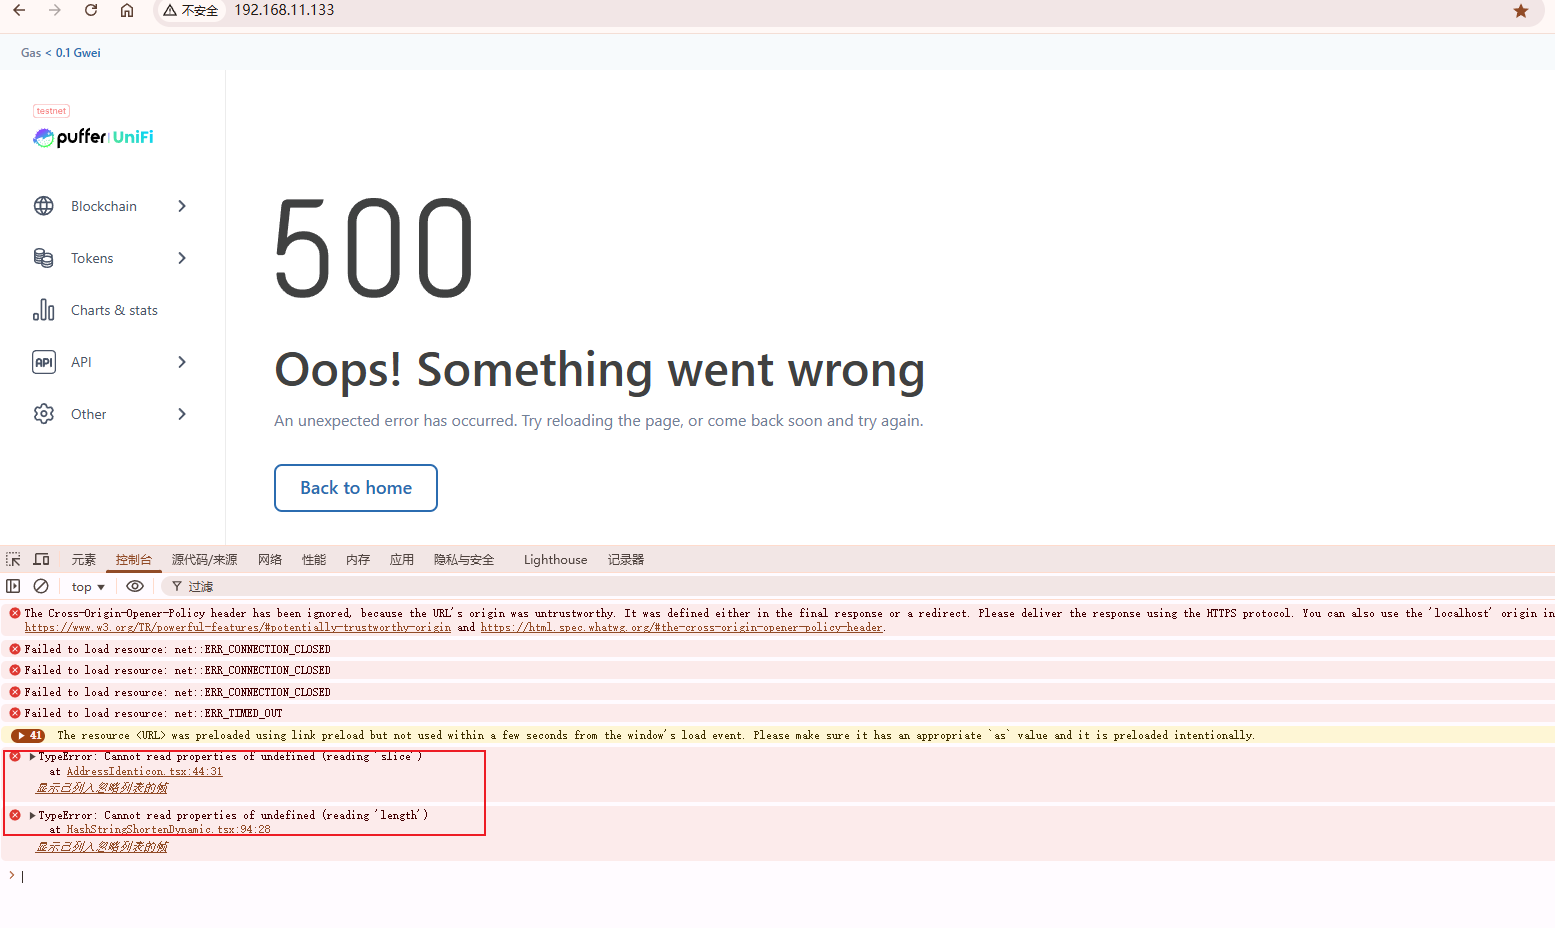 不安全 192.168.11.133
Gas < 0.1 Gwei
testnet
puffer UniFi
Blockchain
Tokens
Charts & stats
API API
Other
500
Oops! Something went wrong
An unexpected error has occurred. Try reloading the page, or come back soon and try again.
Back to home
元素 控制台 源代码/来源 网络 性能 内存 应用 隐私与安全 Lighthouse 记录器
top 过滤
The Cross-Origin-Opener-Policy header has been ignored, because the URL's origin was untrustworthy. It was defined either in the final response or a redirect. Please deliver the response using the HTTPS protocol. You can also use the 'localhost' origin in
https://www.w3.org/TR/powerful-features/#potentially-trustworthy-origin and https://html.spec.whatwg.org/#the-cross-origin-opener-policy-header.
Failed to load resource: net::ERR_CONNECTION_CLOSED
Failed to load resource: net::ERR_CONNECTION_CLOSED
Failed to load resource: net::ERR_CONNECTION_CLOSED
Failed to load resource: net::ERR_TIMED_OUT
41 The resource <URL> was preloaded using link preload but not used within a few seconds from the window's load event. Please make sure it has an appropriate `as` value and it is preloaded intentionally.
TypeError: Cannot read properties of undefined (reading 'slice')
at AddressIdenticon.tsx:44:31
显示已列入忽略列表的帧
TypeError: Cannot read properties of undefined (reading 'length')
at HashStringShortenDynamic.tsx:94:28
显示已列入忽略列表的帧